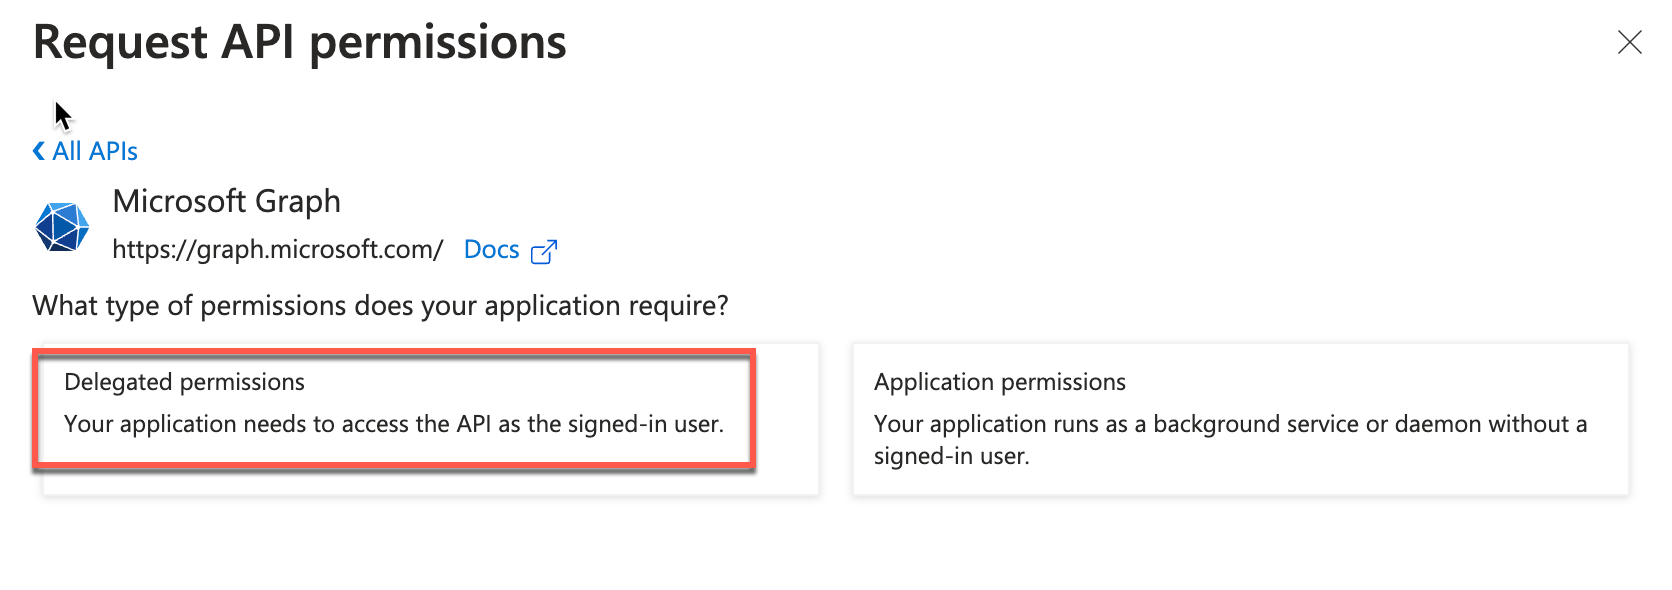 Request API permissions
All APIs
Microsoft Graph
https://graph.microsoft.com/ Docs
What type of permissions does your application require?
Delegated permissions
Your application needs to access the API as the signed-in user.
Application permissions
Your application runs as a background service or daemon without a
signed-in user.